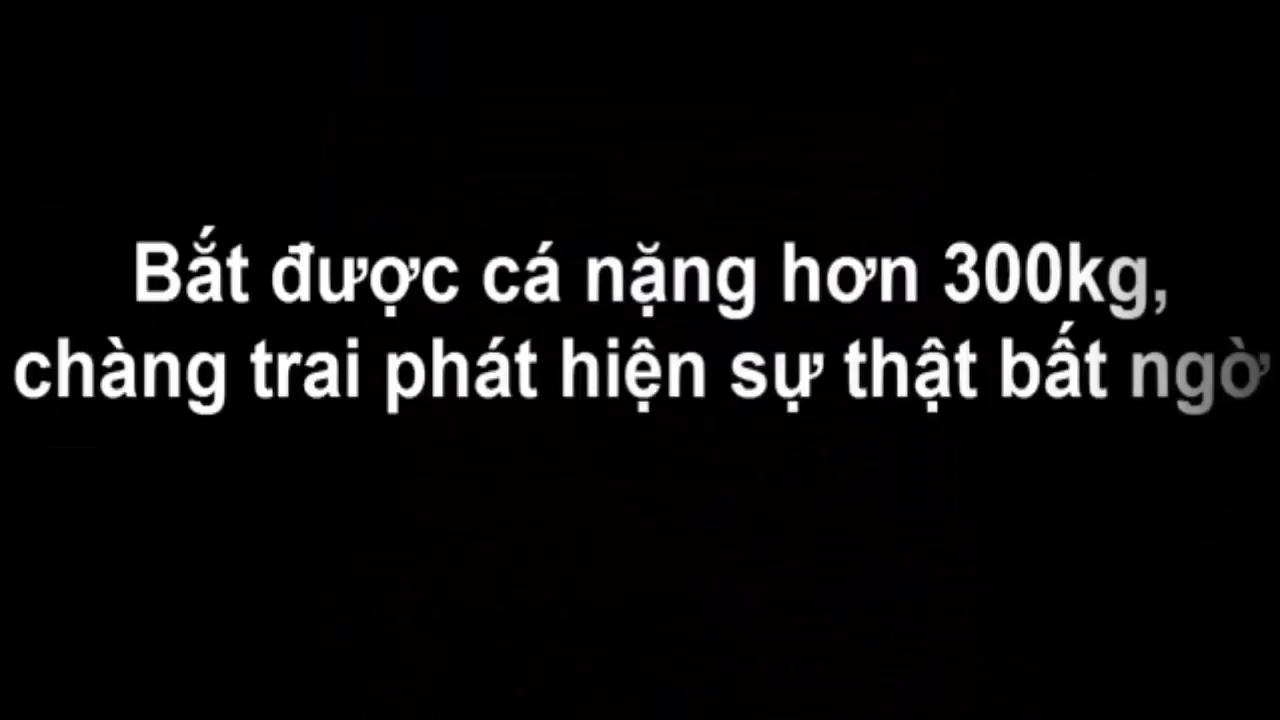 Bắt được cá nặng hơn 300kg,
chàng trai phát hiện sự thật bất ngờ